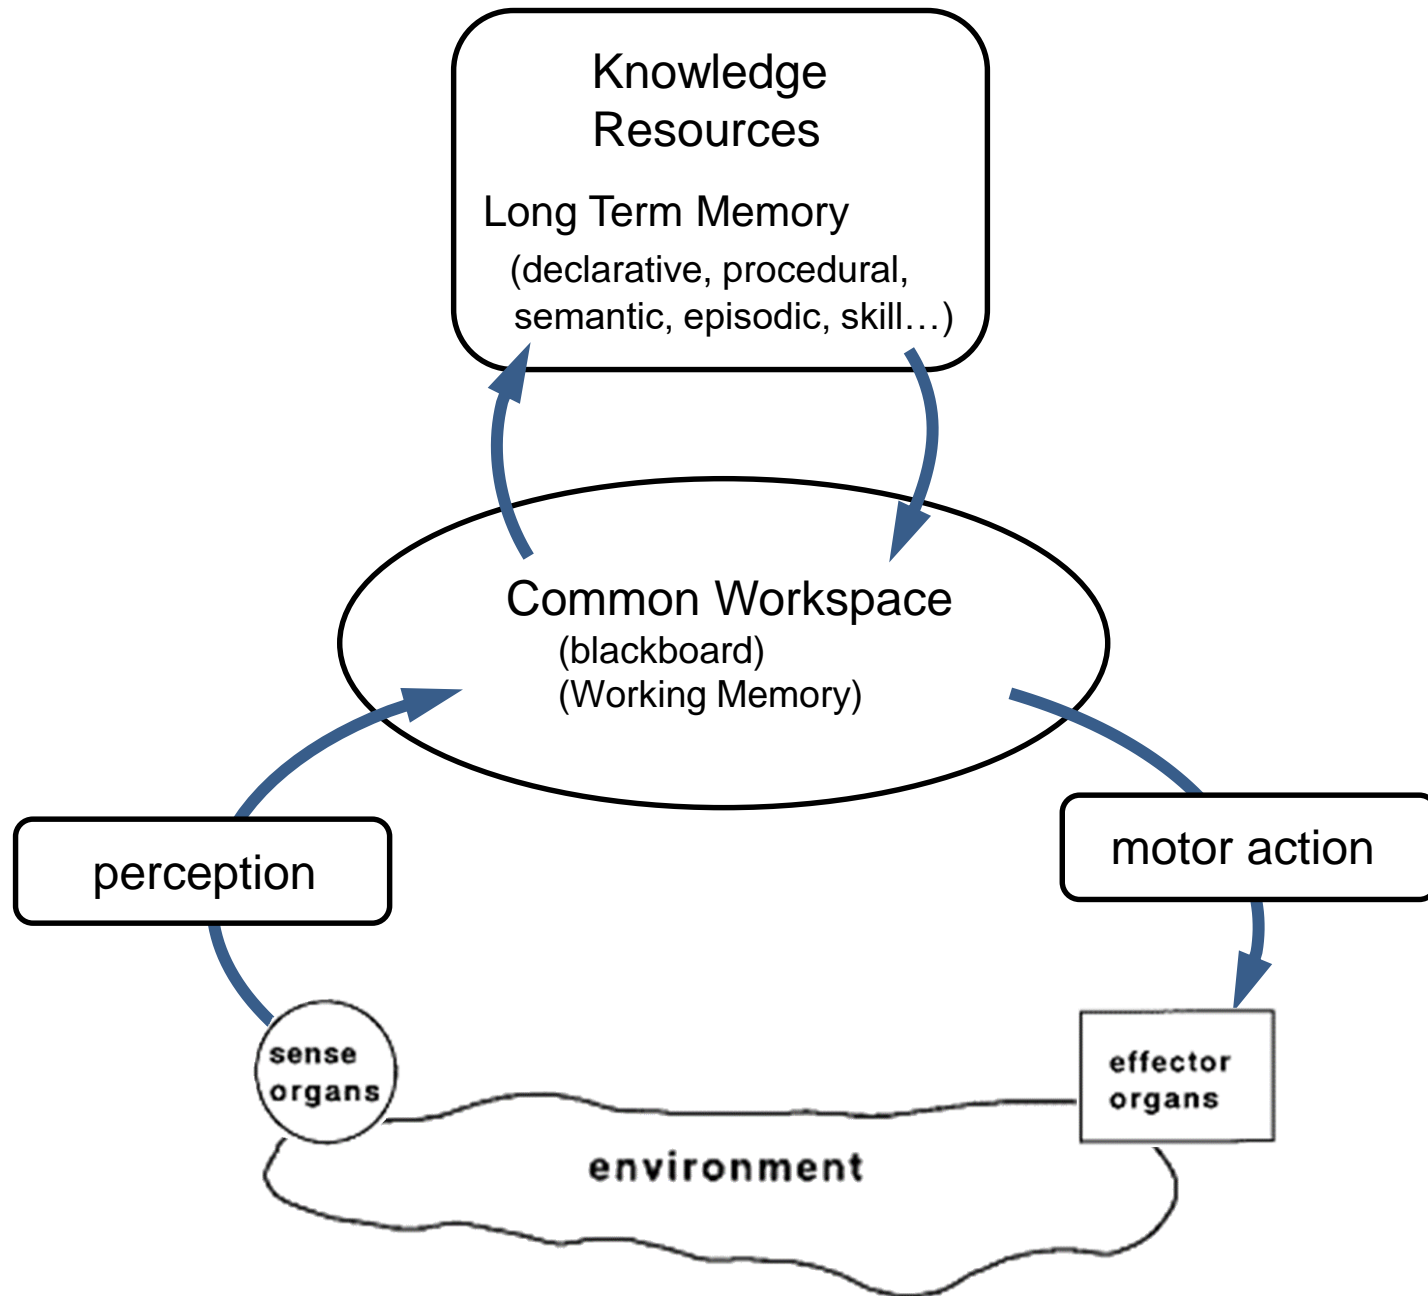 Knowledge
Resources
Long Term Memory
(declarative, procedural,
semantic, episodic, skill…)
Common Workspace
(blackboard)
(Working Memory)
perception
motor action
sense
organs
effector
organs
environment